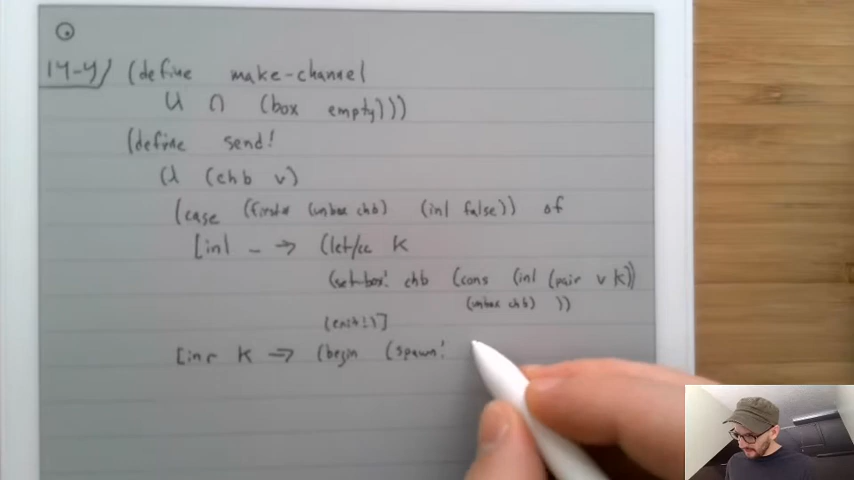 14-4/ (define make-channel
(λ () (box empty)))
(define send!
(λ (chb v)
(case (first* (unbox chb) (inl false)) of
[inl _ → (let/cc k
(set-box! chb (cons (inl (pair v k))
(unbox chb) ))
(exit!)]
[inr k → (begin (spawn!